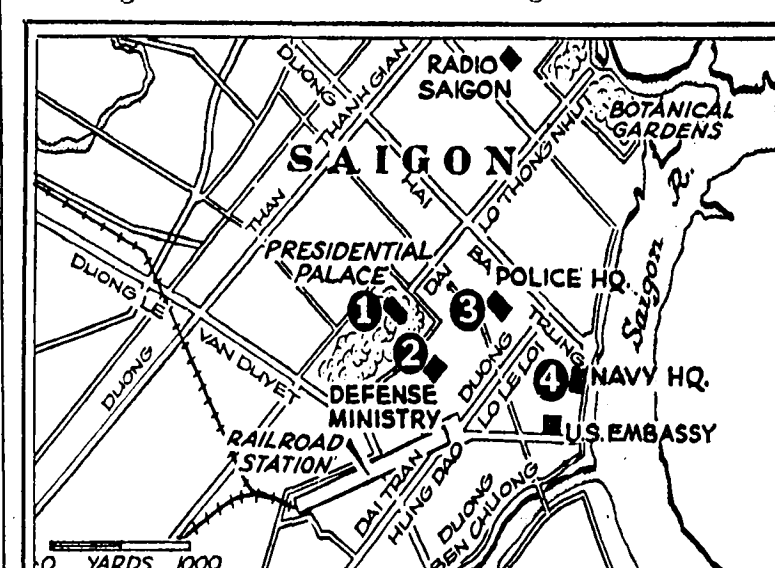 DUONG
THANH GIAN
RADIO
SAIGON
BOTANICAL
GARDENS
SAIGON
HAI
LO THONG NHUT
THAN
PRESIDENTIAL
PALACE
DAI
BA
POLICE HQ.
Saigon R.
DUONG LE
VAN DUYET
DUONG
1
3
2
4
TRUNG
DUONG
LO LE LOI
NAVY HQ.
DEFENSE
MINISTRY
U.S. EMBASSY
RAILROAD
STATION
DAI TRAN
HUNG DAO
DUONG
BEN CHUONG
0 YARDS 1000